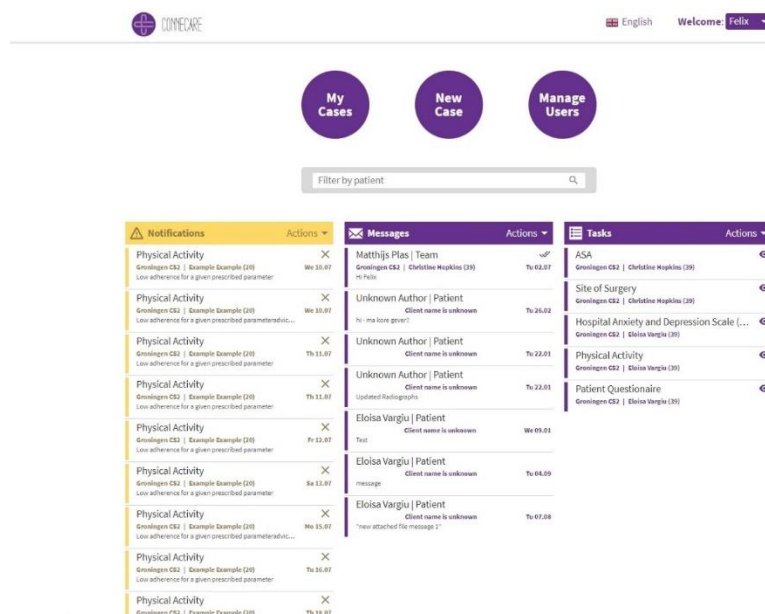 CONNECARE
English
Welcome: Felix
My Cases
New Case
Manage Users
Filter by patient
Notifications
Actions
Physical Activity
Groningen CS2 | Example Example (20)
We 10.07
Low adherence for a given prescribed parameter
Physical Activity
Groningen CS2 | Example Example (20)
We 10.07
Low adherence for a given prescribed parameteradvic...
Physical Activity
Groningen CS2 | Example Example (20)
Th 11.07
Low adherence for a given prescribed parameter
Physical Activity
Groningen CS2 | Example Example (20)
Th 11.07
Low adherence for a given prescribed parameter
Physical Activity
Groningen CS2 | Example Example (20)
Fr 12.07
Low adherence for a given prescribed parameter
Physical Activity
Groningen CS2 | Example Example (20)
Sa 13.07
Low adherence for a given prescribed parameter
Physical Activity
Groningen CS2 | Example Example (20)
Mo 15.07
Low adherence for a given prescribed parameteradvic...
Physical Activity
Groningen CS2 | Example Example (20)
Tu 16.07
Low adherence for a given prescribed parameter
Physical Activity
Groningen CS2 | Example Example (20)
Th 18.07
Messages
Actions
Matthijs Plas | Team
Groningen CS2 | Christine Hopkins (39)
Tu 02.07
Hi Felix
Unknown Author | Patient
Client name is unknown
Tu 26.02
hi - ma kore gever?
Unknown Author | Patient
Client name is unknown
Tu 22.01
Unknown Author | Patient
Client name is unknown
Tu 22.01
Updated Radiographs
Eloisa Vargiu | Patient
Client name is unknown
We 09.01
Test
Eloisa Vargiu | Patient
Client name is unknown
Tu 04.09
message
Eloisa Vargiu | Patient
Client name is unknown
Tu 07.08
"new attached file message 1"
Tasks
Actions
ASA
Groningen CS2 | Christine Hopkins (39)
Site of Surgery
Groningen CS2 | Christine Hopkins (39)
Hospital Anxiety and Depression Scale (...
Groningen CS2 | Eloisa Vargiu (39)
Physical Activity
Groningen CS2 | Eloisa Vargiu (39)
Patient Questionaire
Groningen CS2 | Eloisa Vargiu (39)